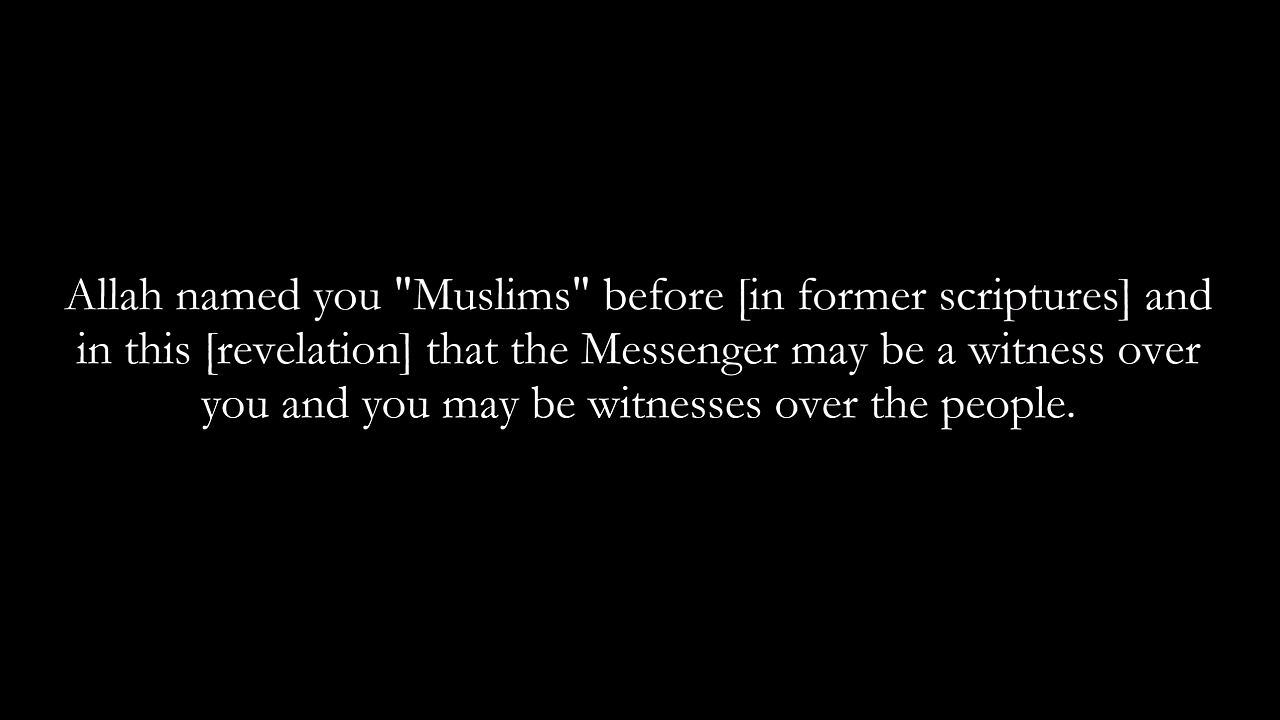 Allah named you "Muslims" before [in former scriptures] and
in this [revelation] that the Messenger may be a witness over
you and you may be witnesses over the people.